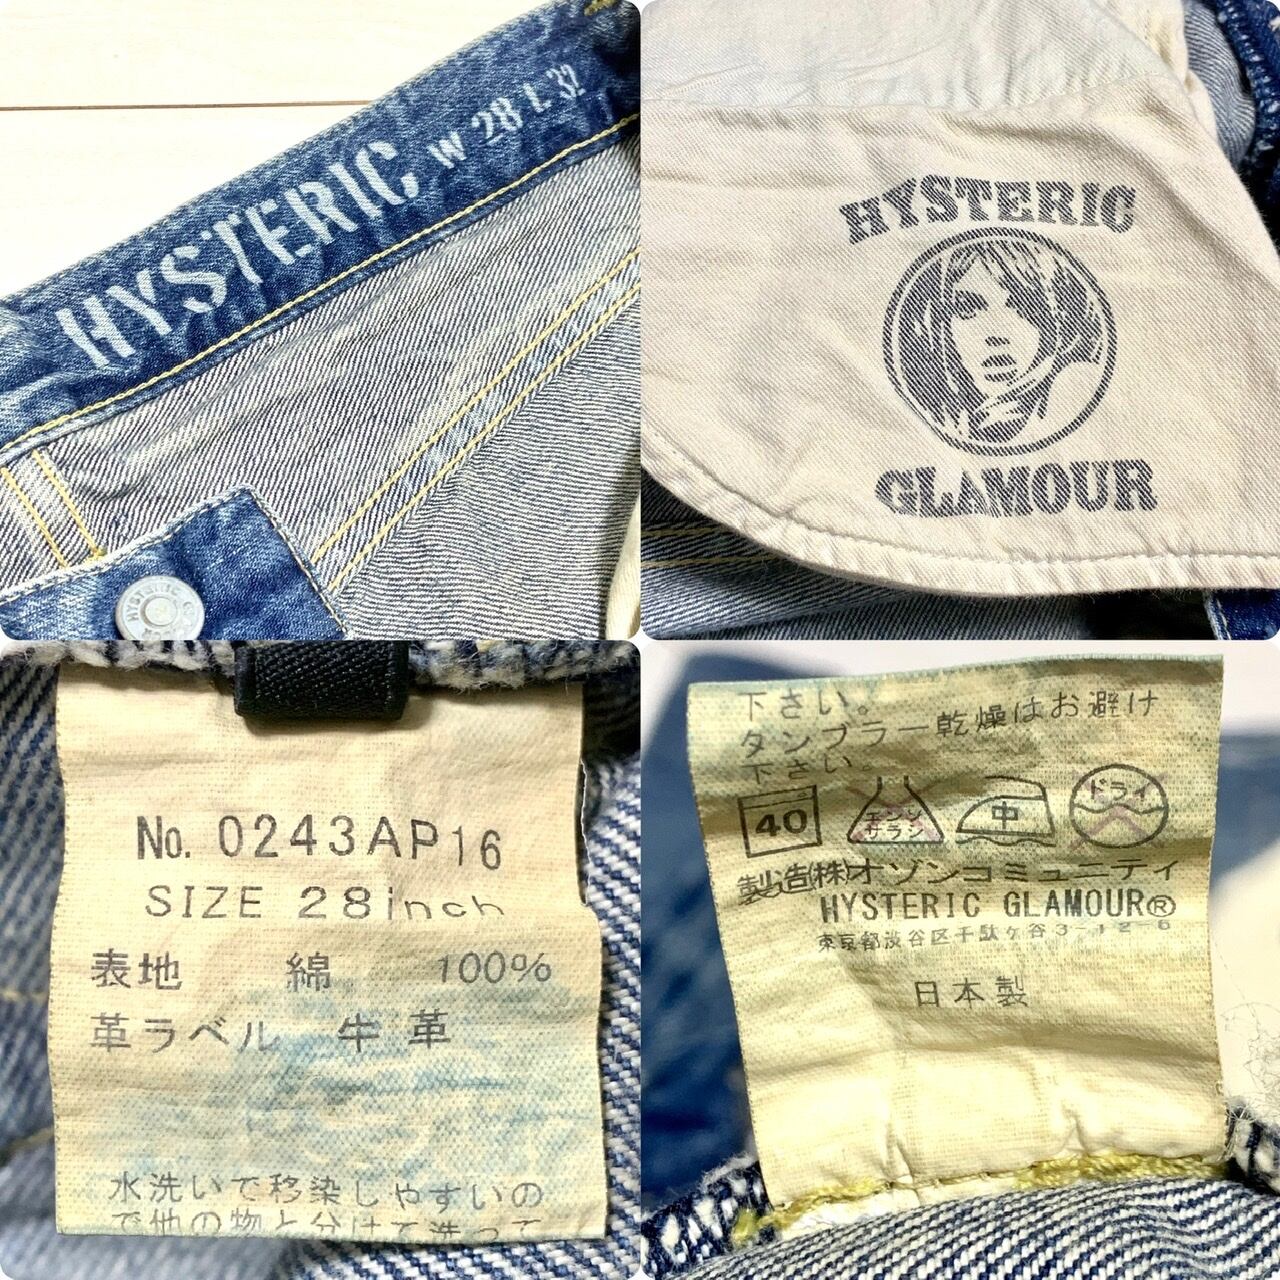 HYSTERIC W 28 L 32
HYSTERIC
HYSTERIC
GLAMOUR
No. 0243AP16
SIZE 28inch
表地 綿 100%
革ラベル 牛革
水洗いで移染しやすいの
で他の物と分けて洗って
下さい。
タンブラー乾燥はお避け
下さい。
40 エンソサラシ 中 ドライ
製造(株)オゾンコミュニティ
HYSTERIC GLAMOUR®
東京都渋谷区千駄ヶ谷3-12-6
日本製